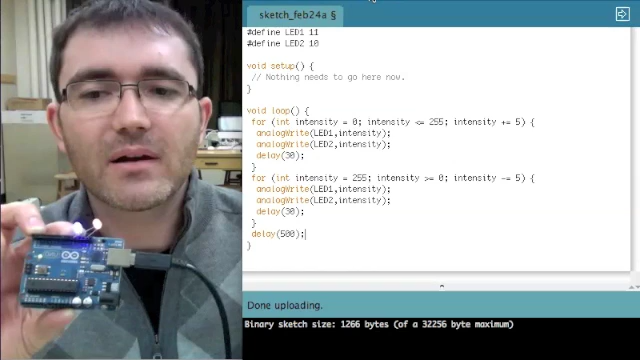 sketch_feb24a §
#define LED1 11
#define LED2 10
void setup() {
// Nothing needs to go here now.
}
void loop() {
for (int intensity = 0; intensity <= 255; intensity += 5) {
analogWrite(LED1,intensity);
analogWrite(LED2,intensity);
delay(30);
}
for (int intensity = 255; intensity >= 0; intensity -= 5) {
analogWrite(LED1,intensity);
analogWrite(LED2,intensity);
delay(30);
}
delay(500);
}
Done uploading.
Binary sketch size: 1266 bytes (of a 32256 byte maximum)